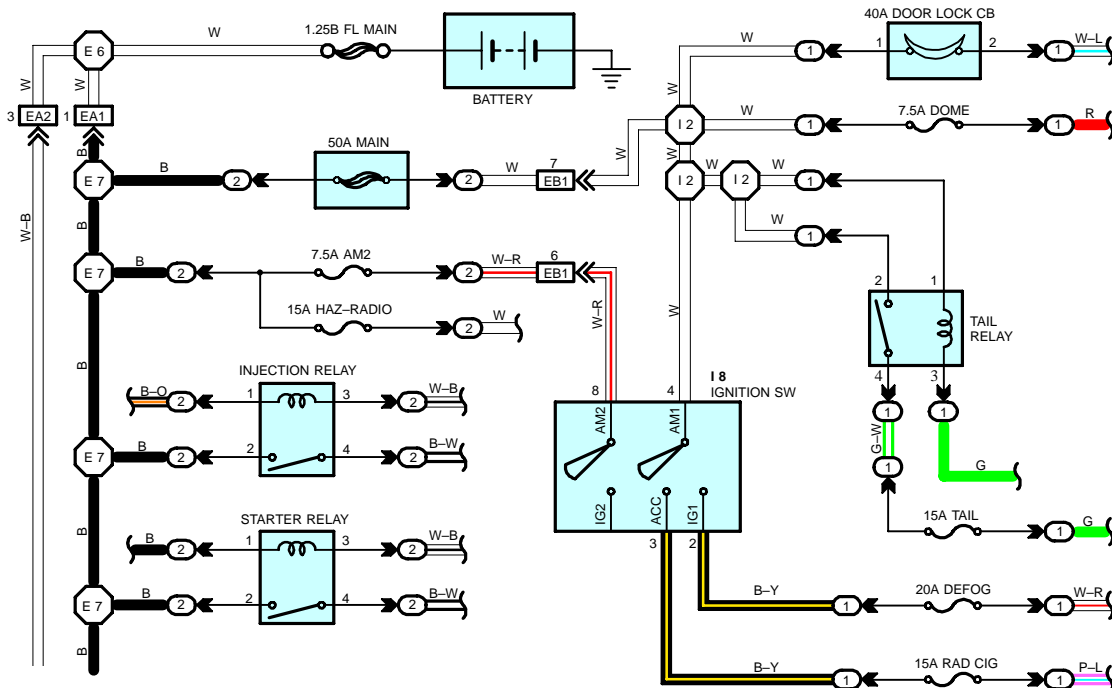 40A DOOR LOCK CB
1.25B FL MAIN
W
E 6
W
1
1
2
1
W–L
BATTERY
W
W
W
3 EA2
1 EA1
7.5A DOME
W
I 2
1
1
R
B
50A MAIN
W
W
7
B
2
2
W
EB1
E 7
I 2
W
I 2
W
1
W
1
W–B
B
7.5A AM2
W–R
6
B
2
2
EB1
E 7
2
1
15A HAZ–RADIO
W
2
W–R
W
TAIL
RELAY
B
INJECTION RELAY
I 8
IGNITION SW
4
3
B–O
2
1
3
2
W–B
8
4
AM2
AM1
1
1
G–W
B
2
2
4
2
B–W
E 7
1
G
IG2
ACC
IG1
B
STARTER RELAY
15A TAIL
1
G
B
2
1
3
2
W–B
3
2
B
2
2
4
2
B–W
E 7
B–Y
1
20A DEFOG
1
W–R
B
B–Y
1
15A RAD CIG
1
P–L